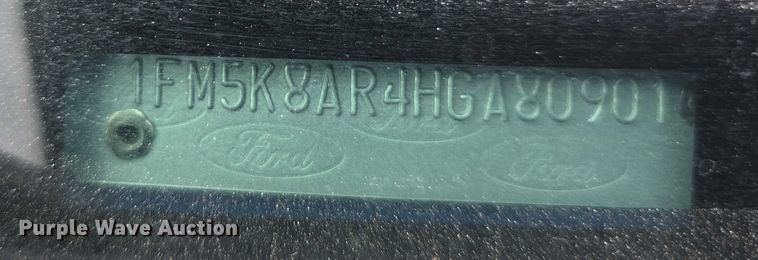 1FM5K8AR4HGA80901
Ford
Ford
Ford
Purple Wave Auction®